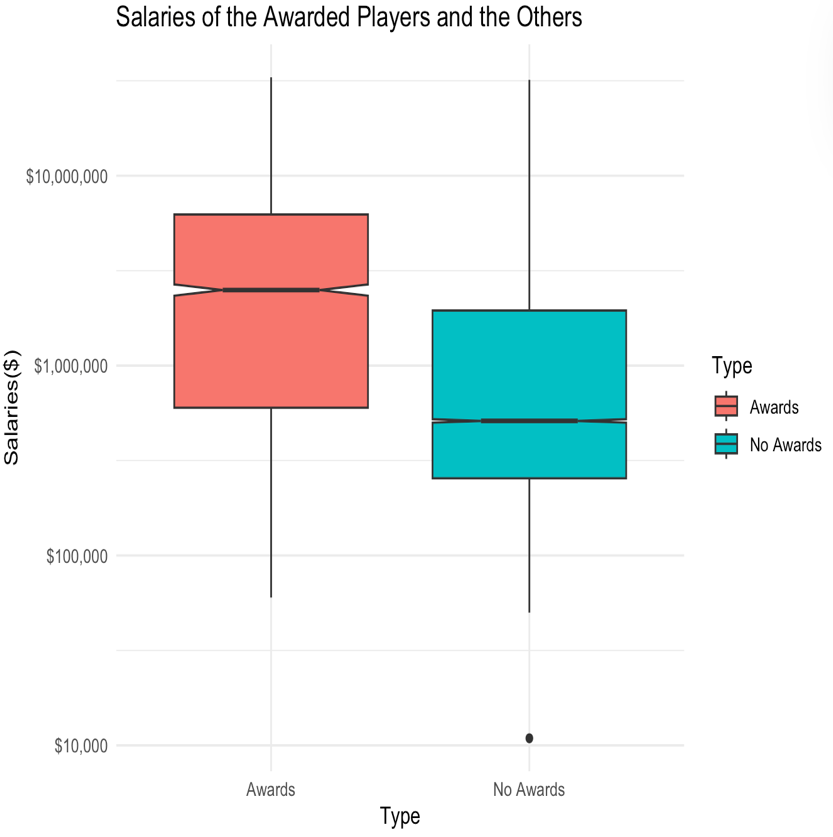 Salaries of the Awarded Players and the Others
Salaries($)
$10,000,000
$1,000,000
$100,000
$10,000
Awards
No Awards
Type
Type
Awards
No Awards